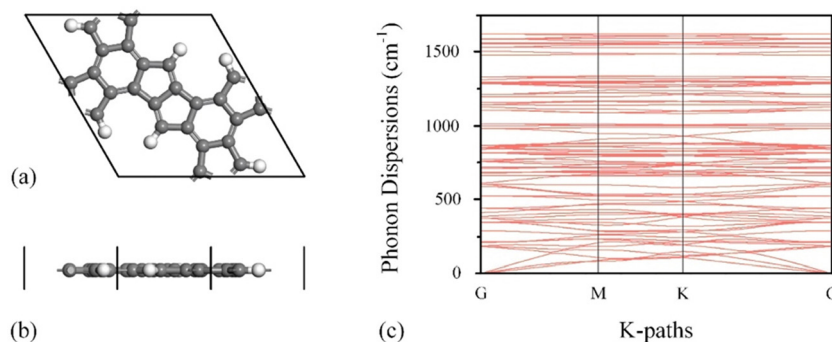 (a)
(b)
(c)
Phonon Dispersions (cm-1)
1500
1000
500
0
G M K G
K-paths